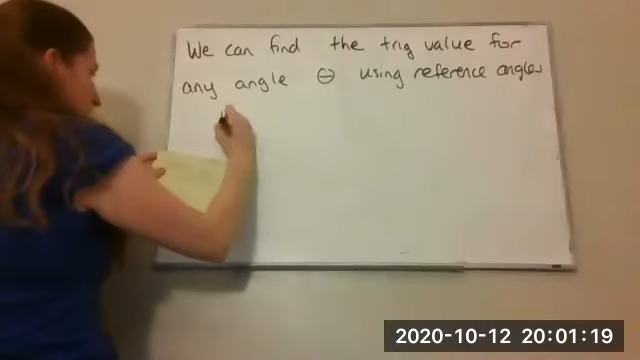 We can find the trig value for
any angle θ using reference angles
2020-10-12 20:01:19